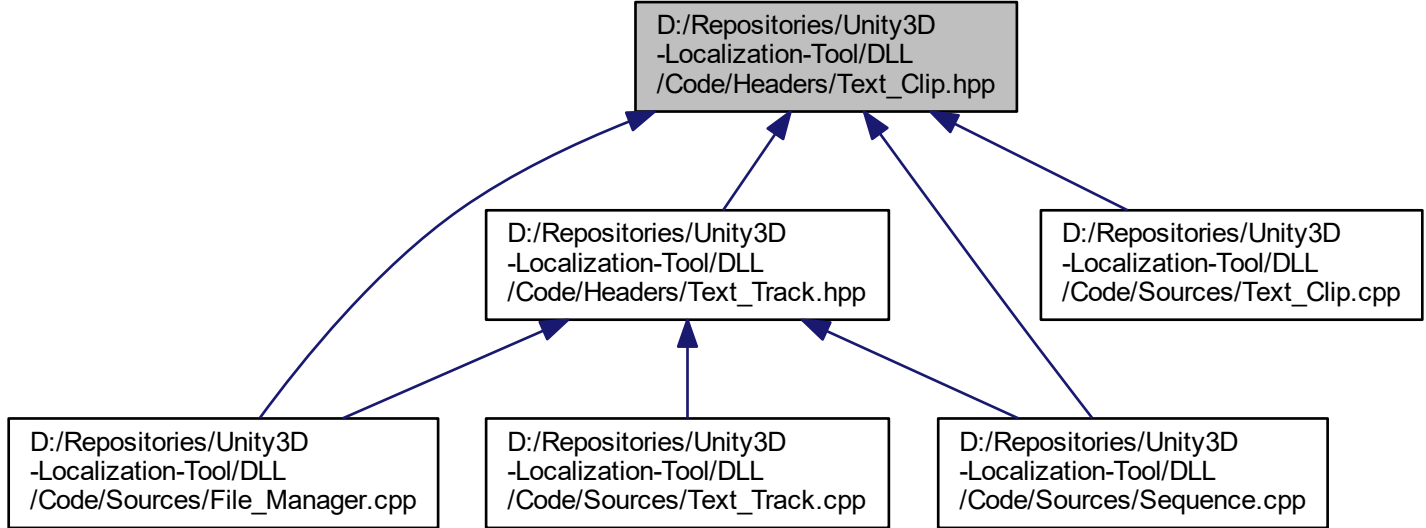 D:/Repositories/Unity3D
-Localization-Tool/DLL
/Code/Headers/Text_Clip.hpp
D:/Repositories/Unity3D
-Localization-Tool/DLL
/Code/Headers/Text_Track.hpp
D:/Repositories/Unity3D
-Localization-Tool/DLL
/Code/Sources/Text_Clip.cpp
D:/Repositories/Unity3D
-Localization-Tool/DLL
/Code/Sources/File_Manager.cpp
D:/Repositories/Unity3D
-Localization-Tool/DLL
/Code/Sources/Text_Track.cpp
D:/Repositories/Unity3D
-Localization-Tool/DLL
/Code/Sources/Sequence.cpp